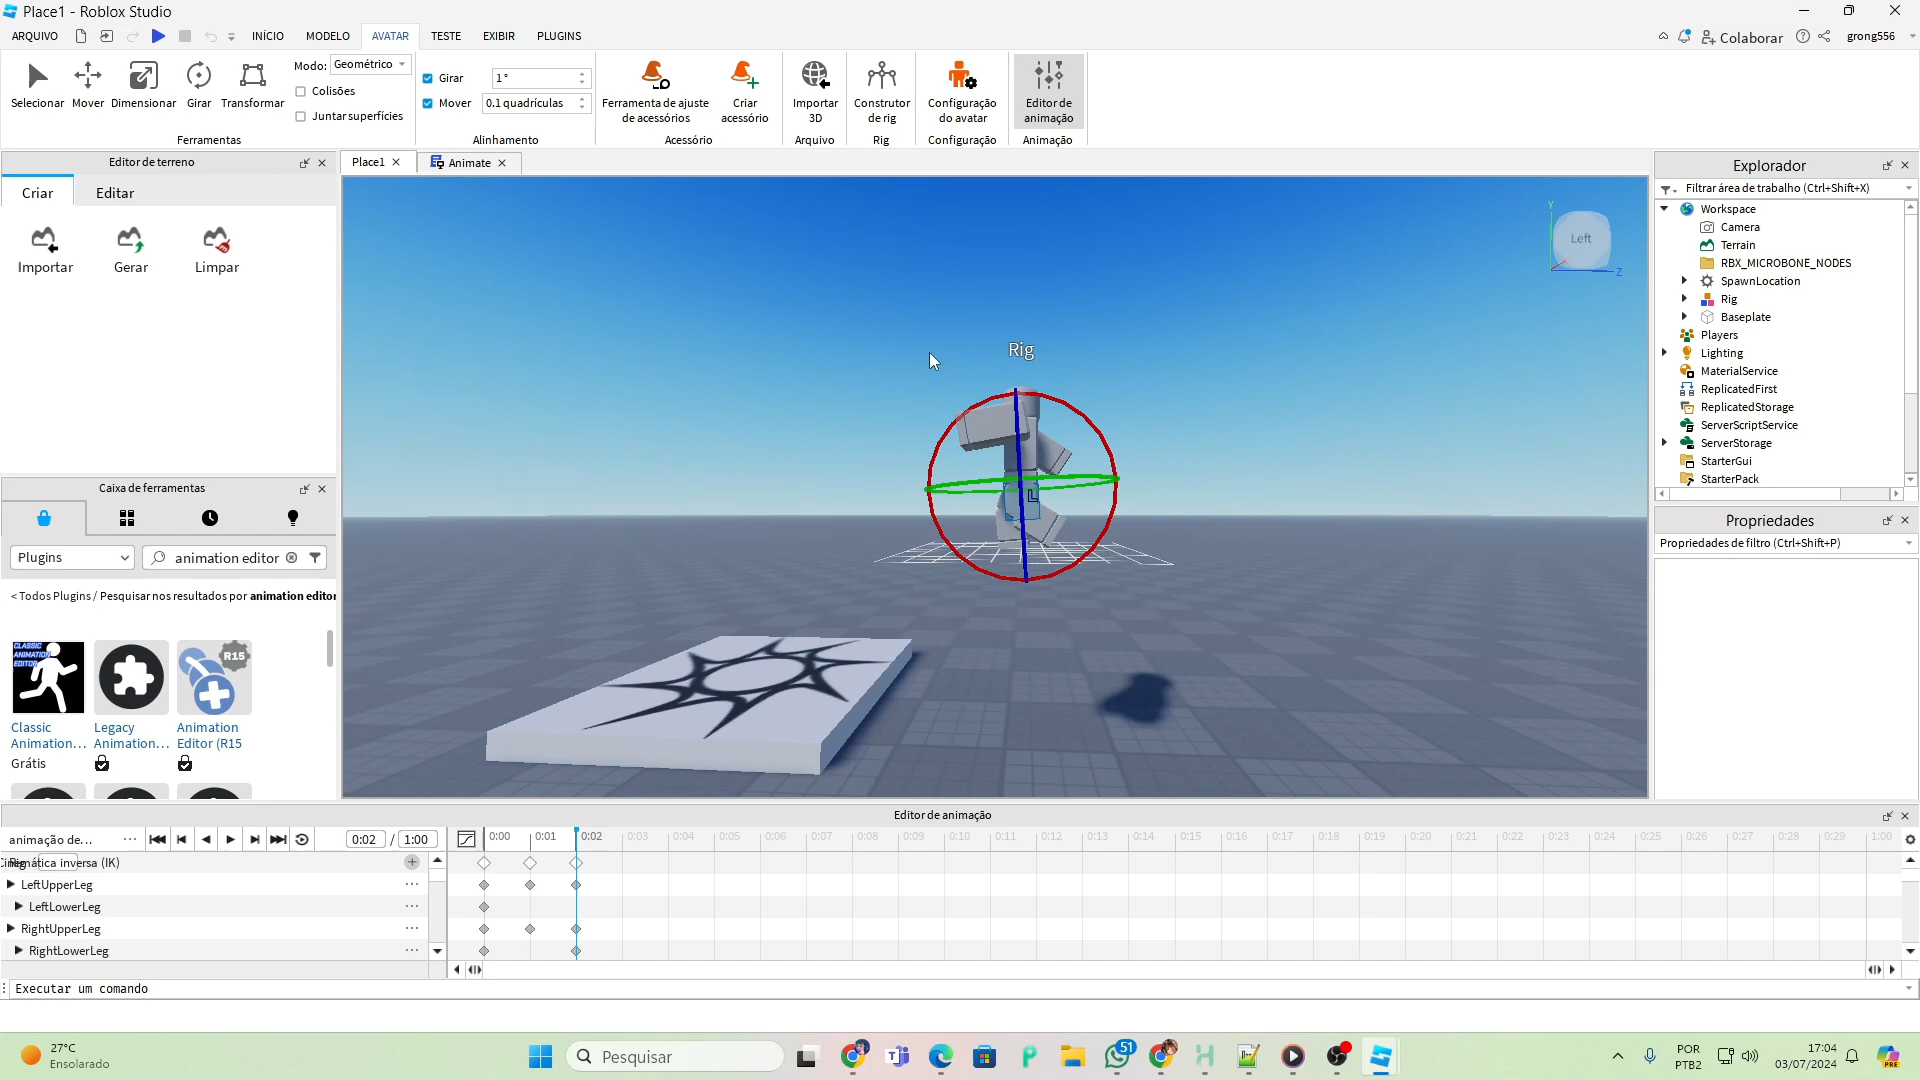 Place1 - Roblox Studio
ARQUIVO
INÍCIO
MODELO
AVATAR
TESTE
EXIBIR
PLUGINS
Colaborar
grong556
Selecionar
Mover
Dimensionar
Girar
Transformar
Modo:
Geométrico
Colisões
Juntar superfícies
Ferramentas
Girar
1°
Mover
0.1 quadrículas
Alinhamento
Ferramenta de ajuste
de acessórios
Criar
acessório
Acessório
Importar
3D
Arquivo
Construtor
de rig
Rig
Configuração
do avatar
Configuração
Editor de
animação
Animação
Editor de terreno
Criar
Editar
Importar
Gerar
Limpar
Caixa de ferramentas
Plugins
animation editor
< Todos Plugins / Pesquisar nos resultados por animation editor
CLASSIC
ANIMATION
EDITOR
R15
Classic
Animation...
Grátis
Legacy
Animation...
Animation
Editor (R15
Place1
Animate
Rig
Y
Left
Z
Explorador
Filtrar área de trabalho (Ctrl+Shift+X)
Workspace
Camera
Terrain
RBX_MICROBONE_NODES
SpawnLocation
Rig
Baseplate
Players
Lighting
MaterialService
ReplicatedFirst
ReplicatedStorage
ServerScriptService
ServerStorage
StarterGui
StarterPack
Propriedades
Propriedades de filtro (Ctrl+Shift+P)
Editor de animação
animação de...
0:02 / 1:00
0:00 0:01 0:02 0:03 0:04 0:05 0:06 0:07 0:08 0:09 0:10 0:11 0:12 0:13 0:14 0:15 0:16 0:17 0:18 0:19 0:20 0:21 0:22 0:23 0:24 0:25 0:26 0:27 0:28 0:29 1:00
inversa (IK)
LeftUpperLeg
LeftLowerLeg
RightUpperLeg
RightLowerLeg
Executar um comando
27°C
Ensolarado
Pesquisar
51
POR
PTB2
17:04
03/07/2024
PRE